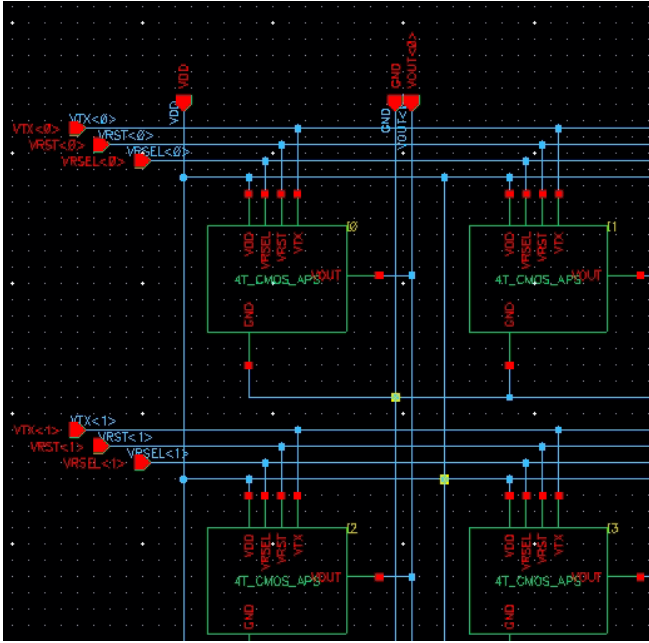 VDD
GND
VOUT<0>
VDD
GND
VTX<0>
VTX<0>
VRST<0>
VRST<0>
VRSEL<0>
VRSEL<0>
VDD VRSEL VRST VTX
4T_CMOS_APS
VOUT
GND
VDD VRSEL VRST VTX
4T_CMOS_APS
VOUT
GND
VTX<1>
VTX<1>
VRST<1>
VRST<1>
VRSEL<1>
VRSEL<1>
I2
VDD VRSEL VRST VTX
4T_CMOS_APS
VOUT
GND
I3
VDD VRSEL VRST VTX
4T_CMOS_APS
VOUT
GND